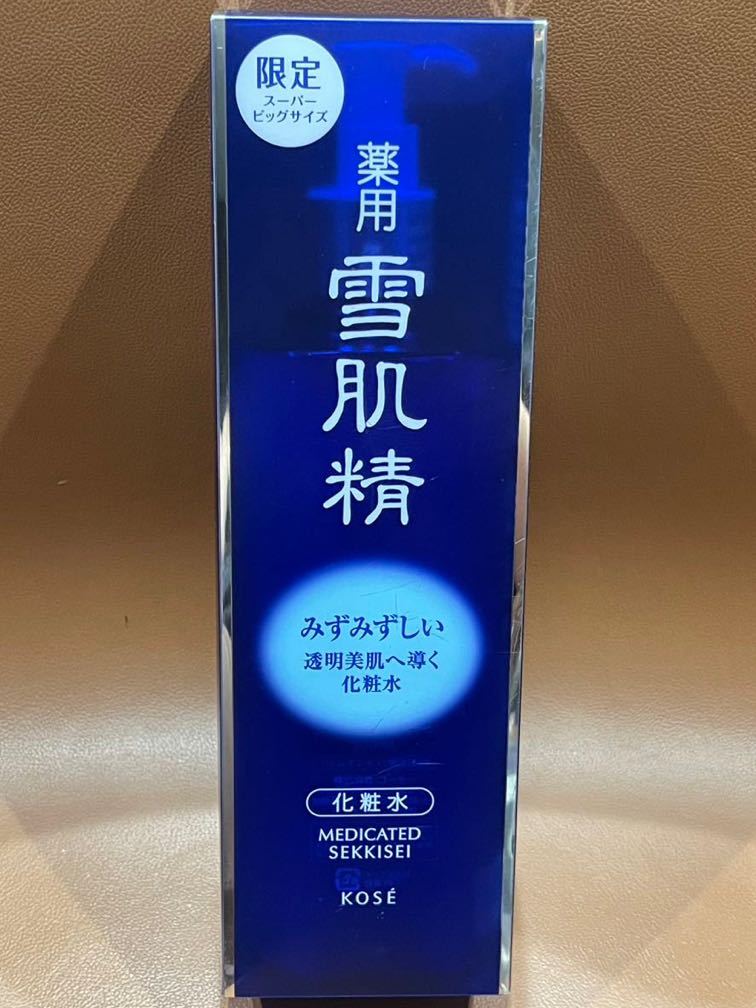 限定
スーパー
ビッグサイズ
薬用
雪肌精
みずみずしい
透明美肌へ導く
化粧水
化粧水
MEDICATED
SEKKISEI
KOSÉ